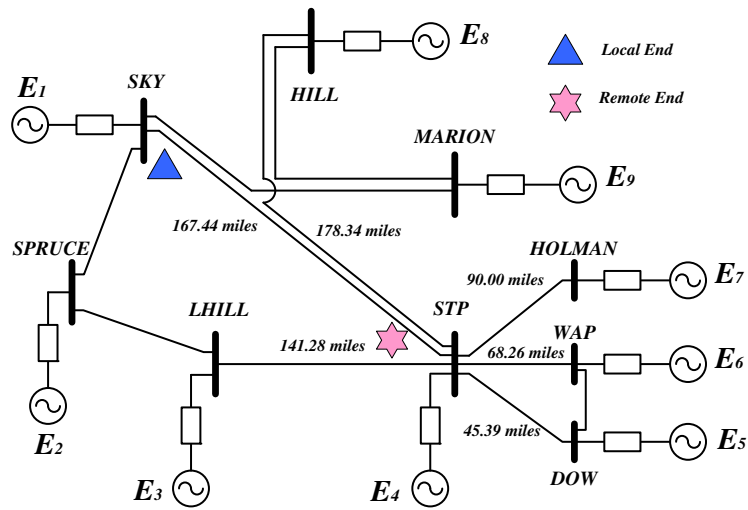 E8
Local End
SKY
E1
HILL
Remote End
MARION
E9
167.44 miles
178.34 miles
SPRUCE
HOLMAN
90.00 miles
E7
LHILL
STP
WAP
141.28 miles
68.26 miles
E6
E2
45.39 miles
E5
DOW
E3
E4